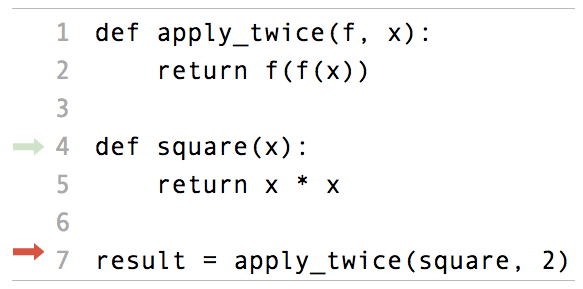 1 def apply_twice(f, x):
2     return f(f(x))
3
4 def square(x):
5     return x * x
6
7 result = apply_twice(square, 2)